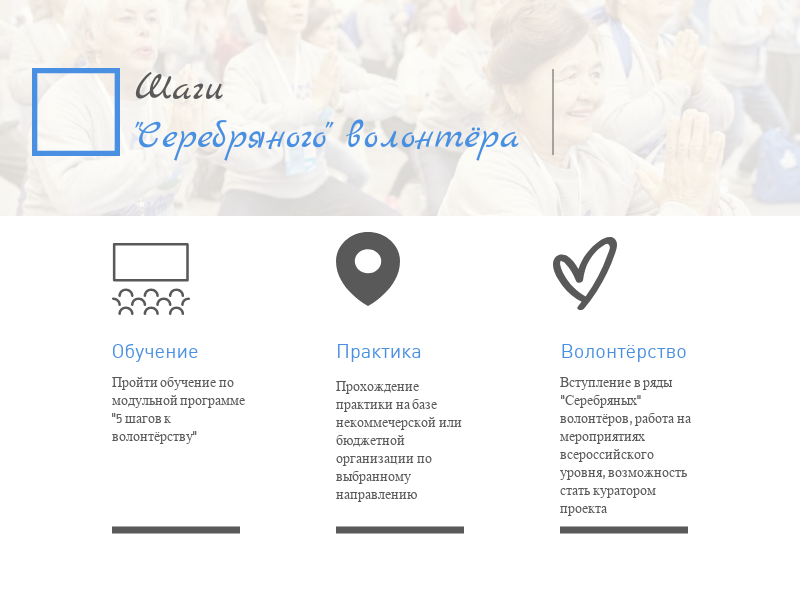 Шаги
"Серебряного" волонтёра
Обучение
Пройти обучение по
модульной программе
"5 шагов к
волонтёрству"
Практика
Прохождение
практики на базе
некоммечерской или
бюджетной
организации по
выбранному
направлению
Волонтёрство
Вступление в ряды
"Серебряных"
волонтёров, работа на
мероприятиях
всероссийского
уровня, возможность
стать куратором
проекта